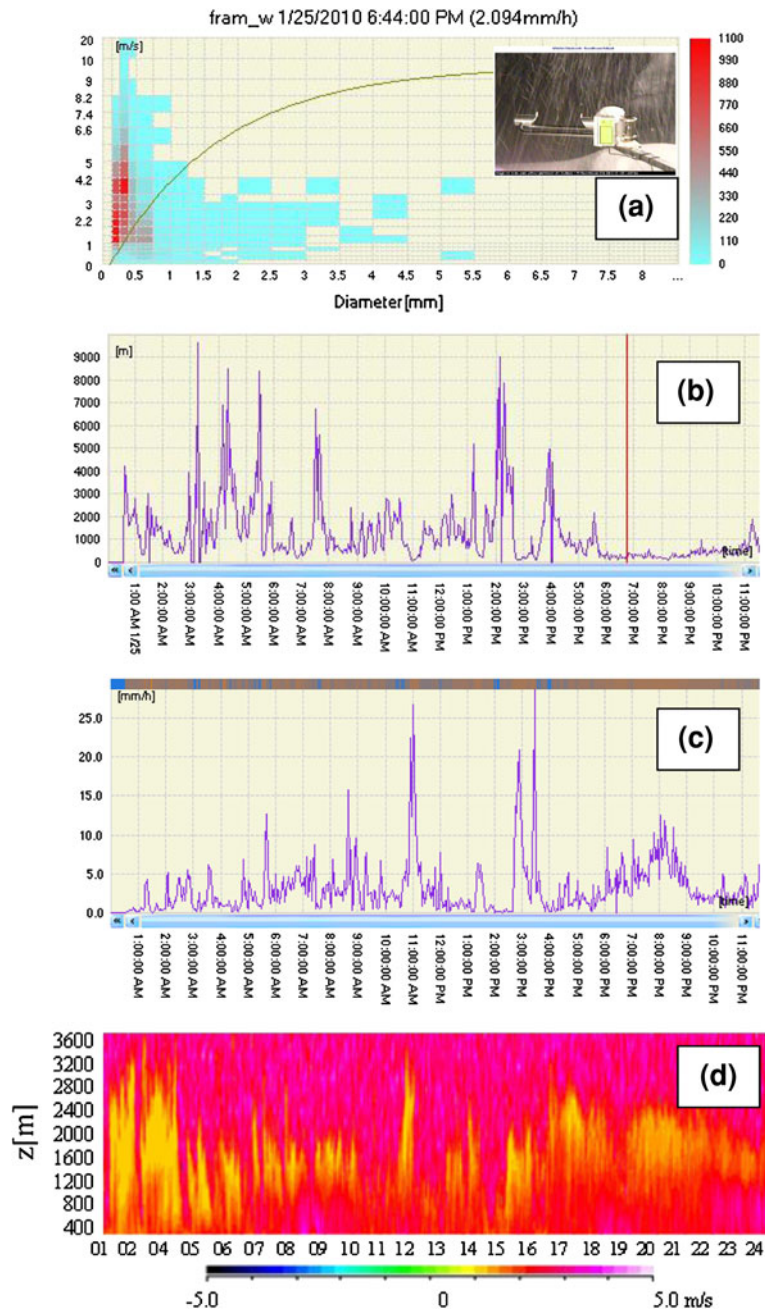 fram_w 1/25/2010 6:44:00 PM (2.094mm/h)
[m/s]
20
10
9
8.2
7.4
6.6
5
4.2
3
2.2
1
0
0 0.5 1 1.5 2 2.5 3 3.5 4 4.5 5 5.5 6 6.5 7 7.5 8 ...
Diameter[mm]
1100
990
880
770
660
550
440
330
220
110
0
(a)
[m]
9000
8000
7000
6000
5000
4000
3000
2000
1000
0
(b)
[time]
1:00 AM 1/25
2:00:00 AM
3:00:00 AM
4:00:00 AM
5:00:00 AM
6:00:00 AM
7:00:00 AM
8:00:00 AM
9:00:00 AM
10:00:00 AM
11:00:00 AM
12:00:00 PM
1:00:00 PM
2:00:00 PM
3:00:00 PM
4:00:00 PM
5:00:00 PM
6:00:00 PM
7:00:00 PM
8:00:00 PM
9:00:00 PM
10:00:00 PM
11:00:00 PM
[mm/h]
25.0
20.0
15.0
10.0
5.0
0.0
(c)
[time]
1:00:00 AM
2:00:00 AM
3:00:00 AM
4:00:00 AM
5:00:00 AM
6:00:00 AM
7:00:00 AM
8:00:00 AM
9:00:00 AM
10:00:00 AM
11:00:00 AM
12:00:00 PM
1:00:00 PM
2:00:00 PM
3:00:00 PM
4:00:00 PM
5:00:00 PM
6:00:00 PM
7:00:00 PM
8:00:00 PM
9:00:00 PM
10:00:00 PM
11:00:00 PM
z[m]
3600
3200
2800
2400
2000
1600
1200
800
400
(d)
01 02 04 05 06 07 08 09 10 11 12 13 14 15 16 17 18 19 20 21 22 23 24
-5.0 0 5.0 m/s